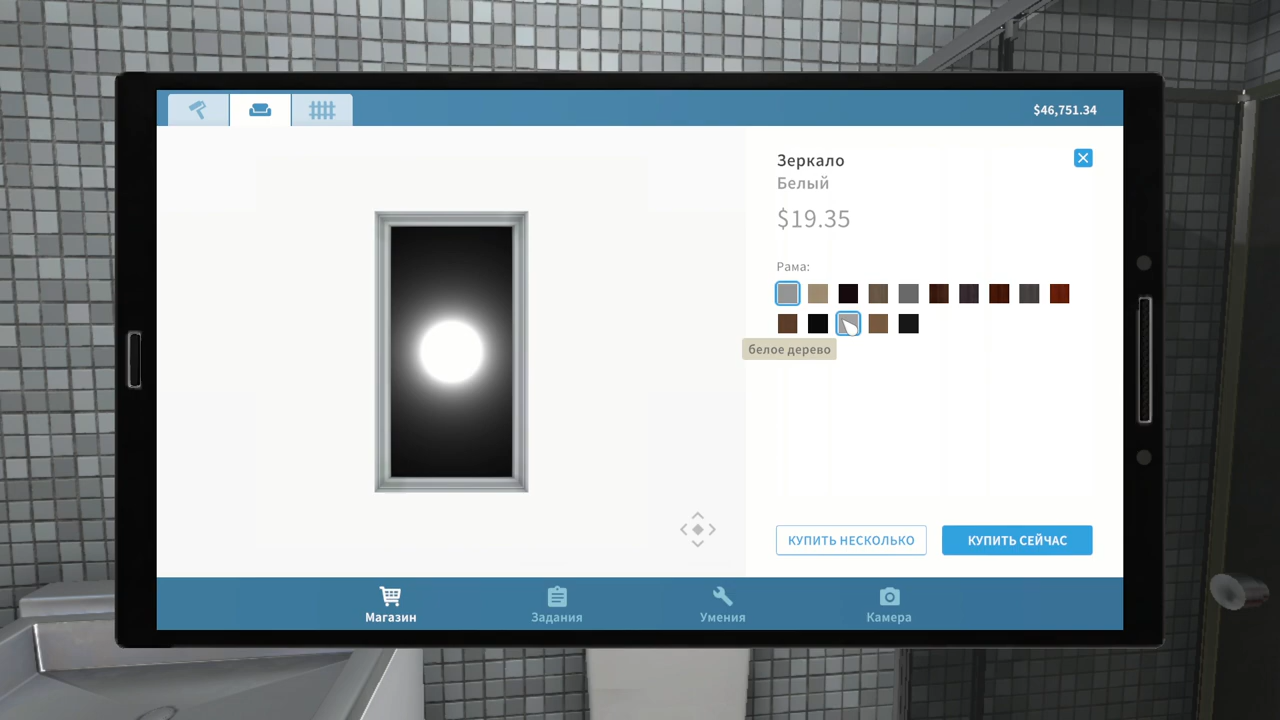 $46,751.34
Зеркало
Белый
$19.35
Рама:
белое дерево
КУПИТЬ НЕСКОЛЬКО
КУПИТЬ СЕЙЧАС
Магазин
Задания
Умения
Камера